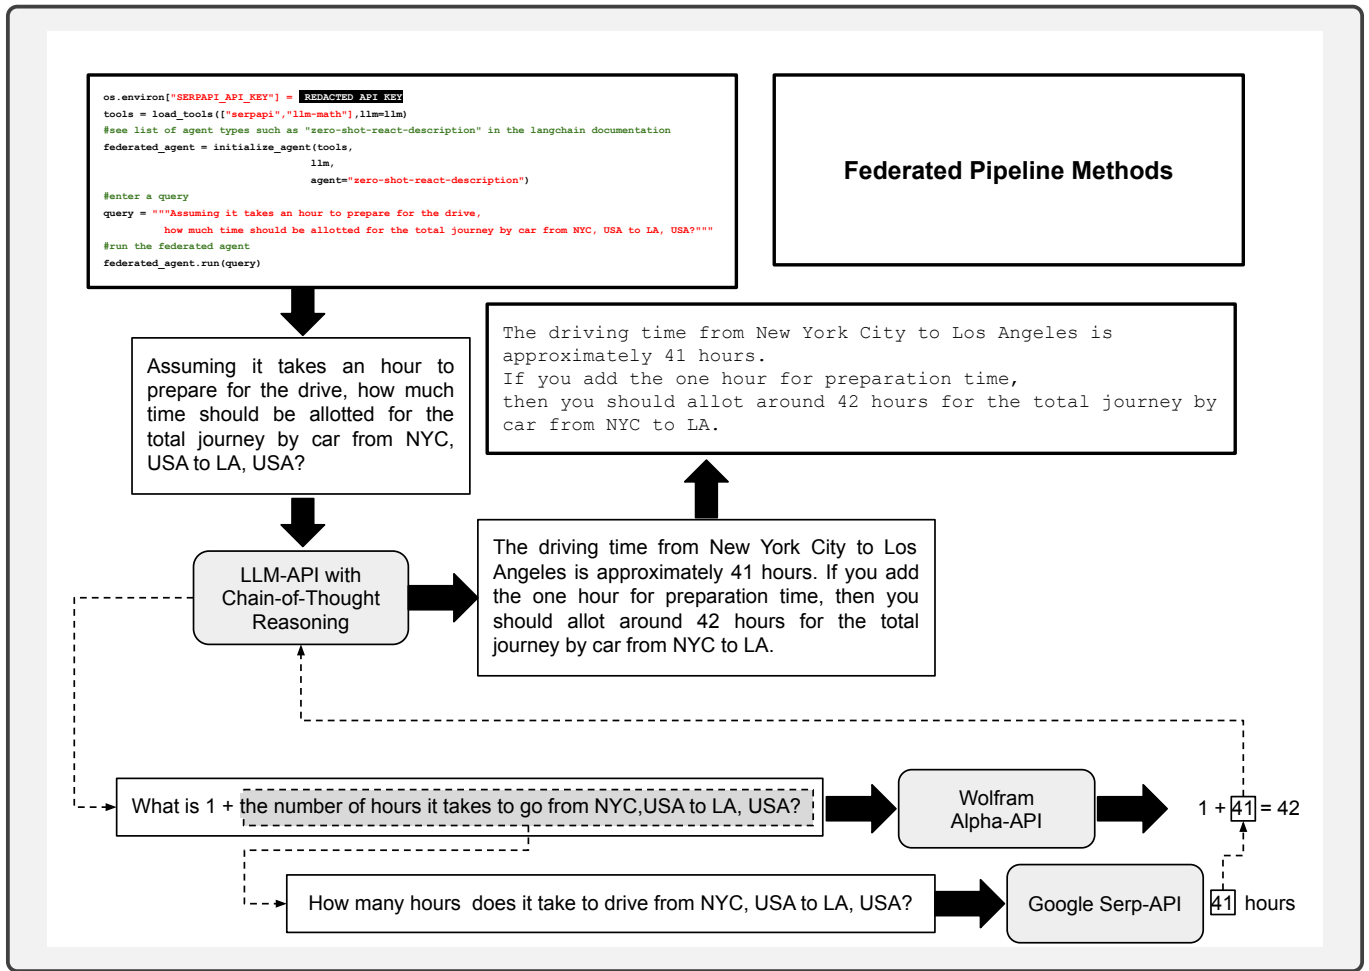 os.environ["SERPAPI_API_KEY"] = REDACTED API KEY
tools = load_tools(["serpapi","llm-math"],llm=llm)
#see list of agent types such as "zero-shot-react-description" in the langchain documentation
federated_agent = initialize_agent(tools,
llm,
agent="zero-shot-react-description")
#enter a query
query = """Assuming it takes an hour to prepare for the drive,
how much time should be allotted for the total journey by car from NYC, USA to LA, USA?"""
#run the federated agent
federated_agent.run(query)
Federated Pipeline Methods
Assuming it takes an hour to
prepare for the drive, how much
time should be allotted for the
total journey by car from NYC,
USA to LA, USA?
The driving time from New York City to Los Angeles is
approximately 41 hours.
If you add the one hour for preparation time,
then you should allot around 42 hours for the total journey by
car from NYC to LA.
LLM-API with
Chain-of-Thought
Reasoning
The driving time from New York City to Los
Angeles is approximately 41 hours. If you add
the one hour for preparation time, then you
should allot around 42 hours for the total
journey by car from NYC to LA.
What is 1 + the number of hours it takes to go from NYC,USA to LA, USA?
Wolfram
Alpha-API
1 + 41 = 42
How many hours does it take to drive from NYC, USA to LA, USA?
Google Serp-API
41 hours